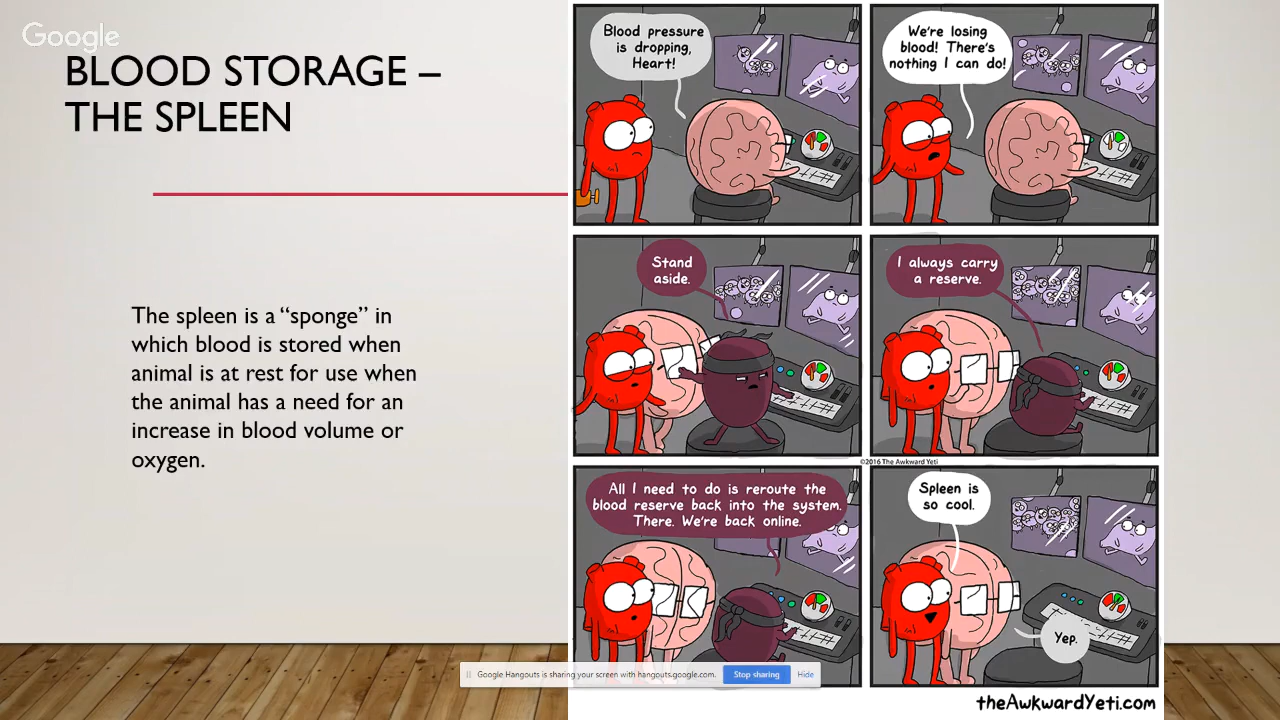 Google
BLOOD STORAGE –
THE SPLEEN
The spleen is a “sponge” in
which blood is stored when
animal is at rest for use when
the animal has a need for an
increase in blood volume or
oxygen.
Blood pressure
is dropping,
Heart!
We're losing
blood! There's
nothing I can do!
Stand
aside.
I always carry
a reserve.
©2016 The Awkward Yeti
All I need to do is reroute the
blood reserve back into the system.
There. We're back online.
Spleen is
so cool.
Yep.
Google Hangouts is sharing your screen with hangouts.google.com.
Stop sharing
Hide
theAwkwardYeti.com